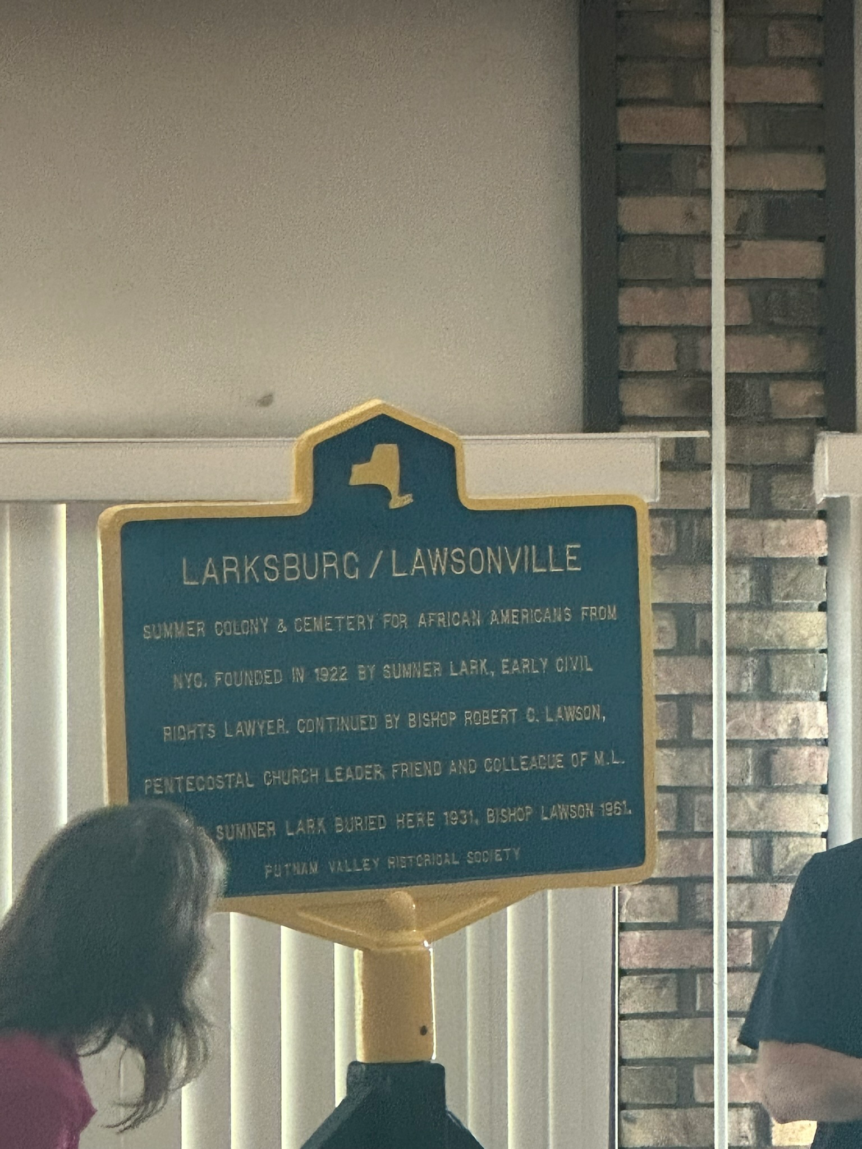 LARKSBURG / LAWSONVILLE
SUMMER COLONY & CEMETERY FOR AFRICAN AMERICANS FROM
NYC. FOUNDED IN 1922 BY SUMNER LARK, EARLY CIVIL
RIGHTS LAWYER. CONTINUED BY BISHOP ROBERT C. LAWSON,
PENTECOSTAL CHURCH LEADER, FRIEND AND COLLEAGUE OF M.L.
SUMNER LARK BURIED HERE 1931, BISHOP LAWSON 1961.
PUTNAM VALLEY HISTORICAL SOCIETY